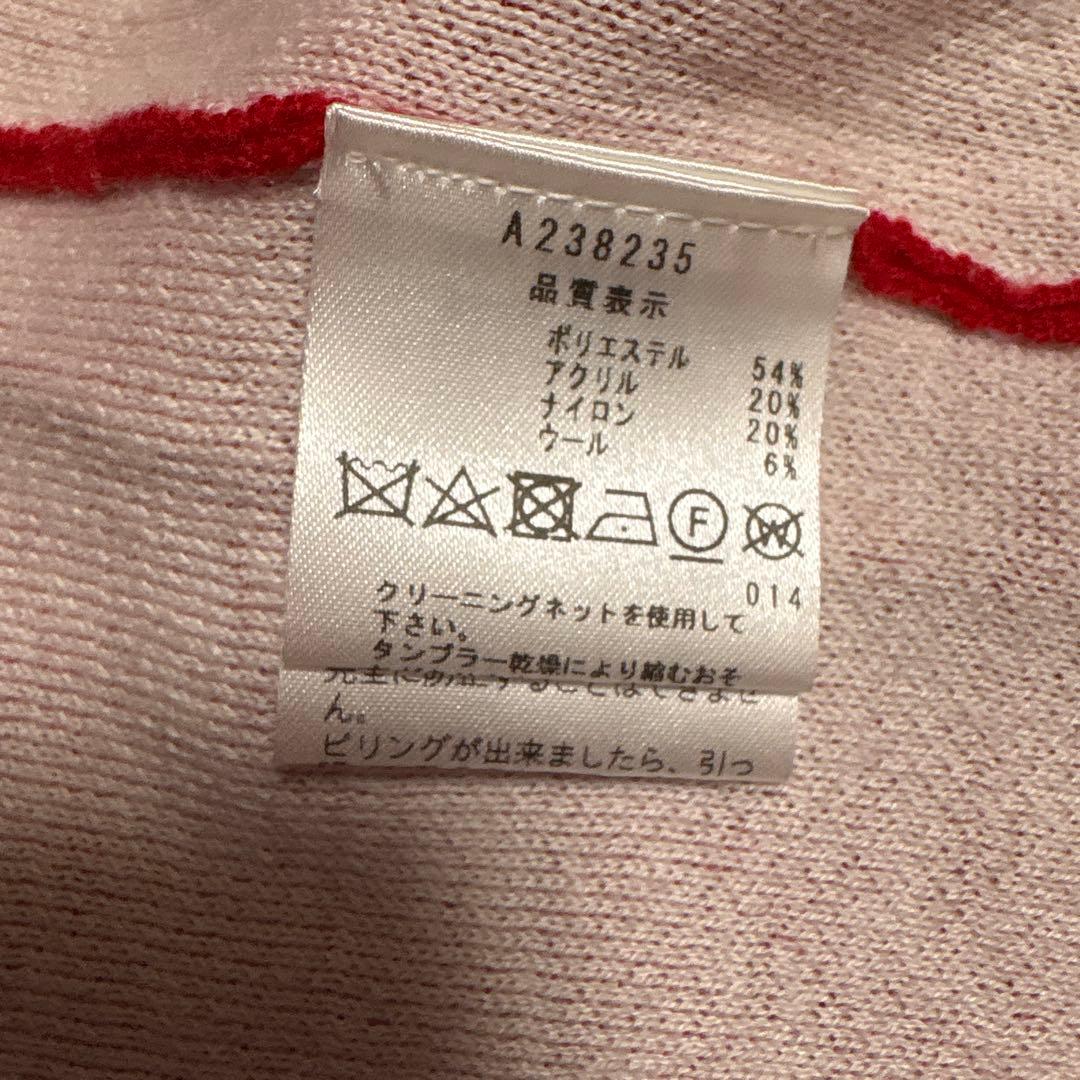 A238235
品質表示
ポリエステル 54%
アクリル 20%
ナイロン 20%
ウール 6%
F W
014
クリーニングネットを使用して
下さい。
タンブラー乾燥により縮むおそ
ん。
ピリングが出来ましたら、引っ